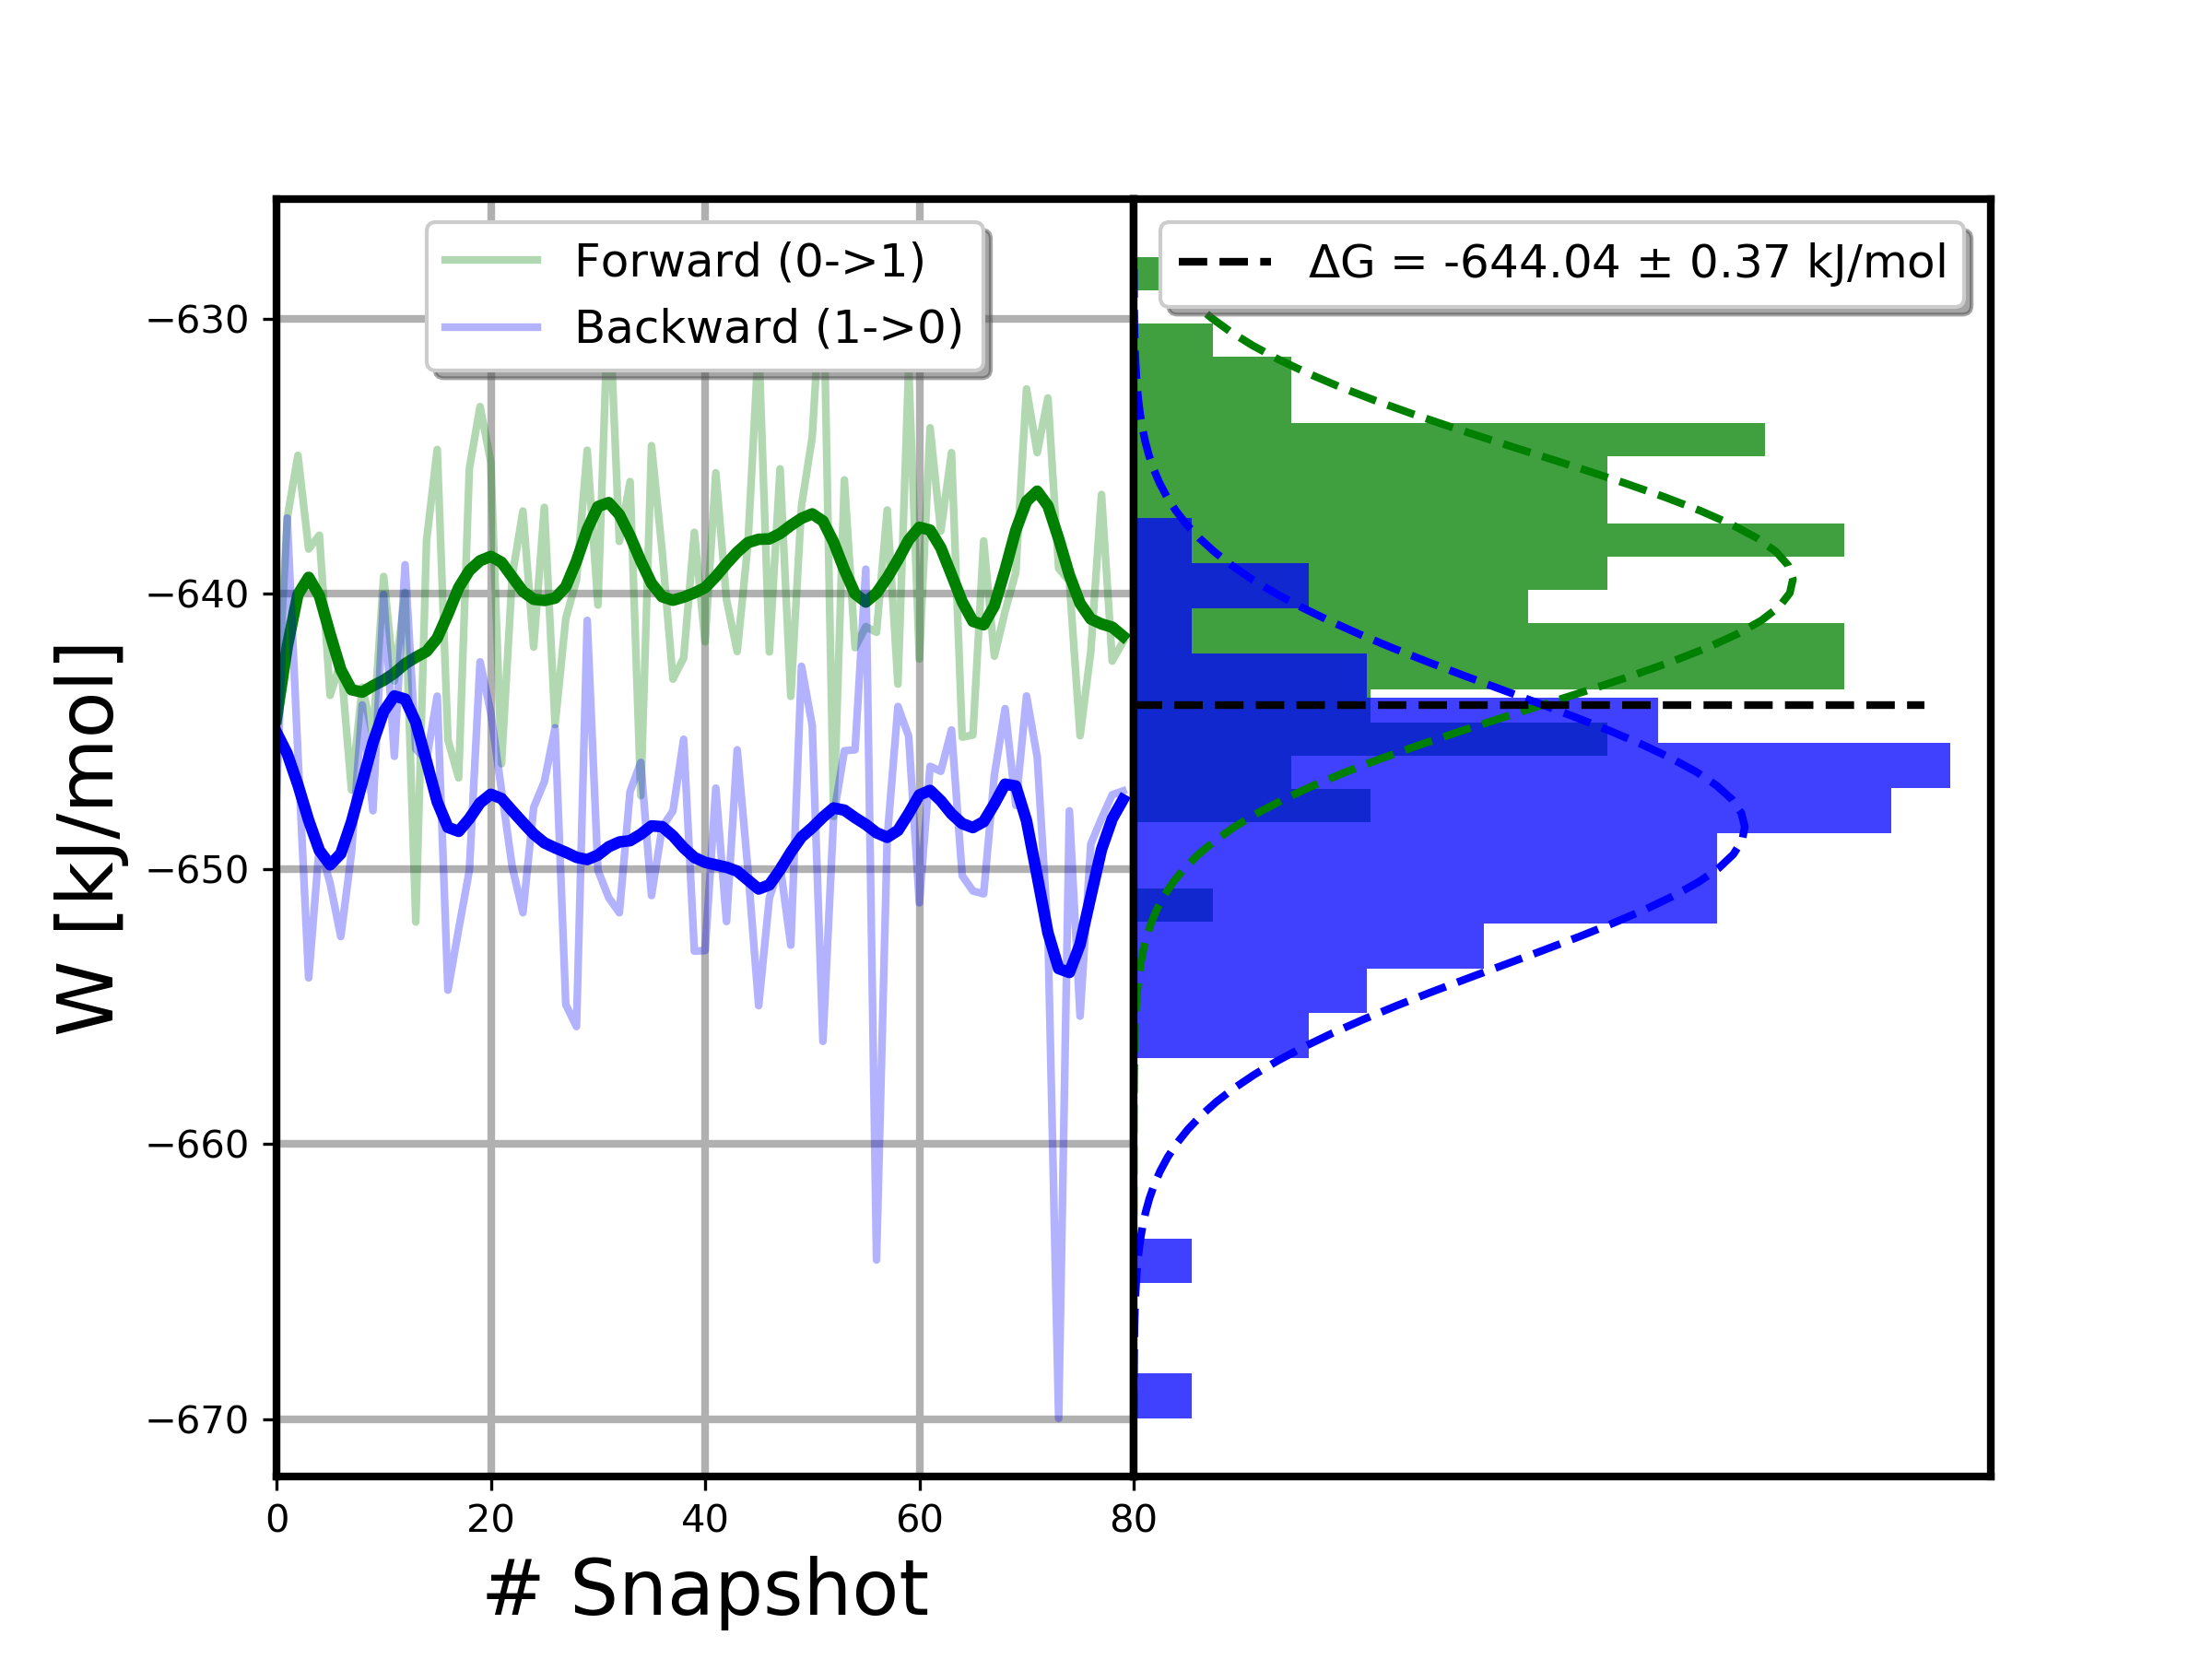 Forward (0->1)
Backward (1->0)
ΔG = -644.04 ± 0.37 kJ/mol
W [kJ/mol]
−630
−640
−650
−660
−670
0 20 40 60 80
# Snapshot